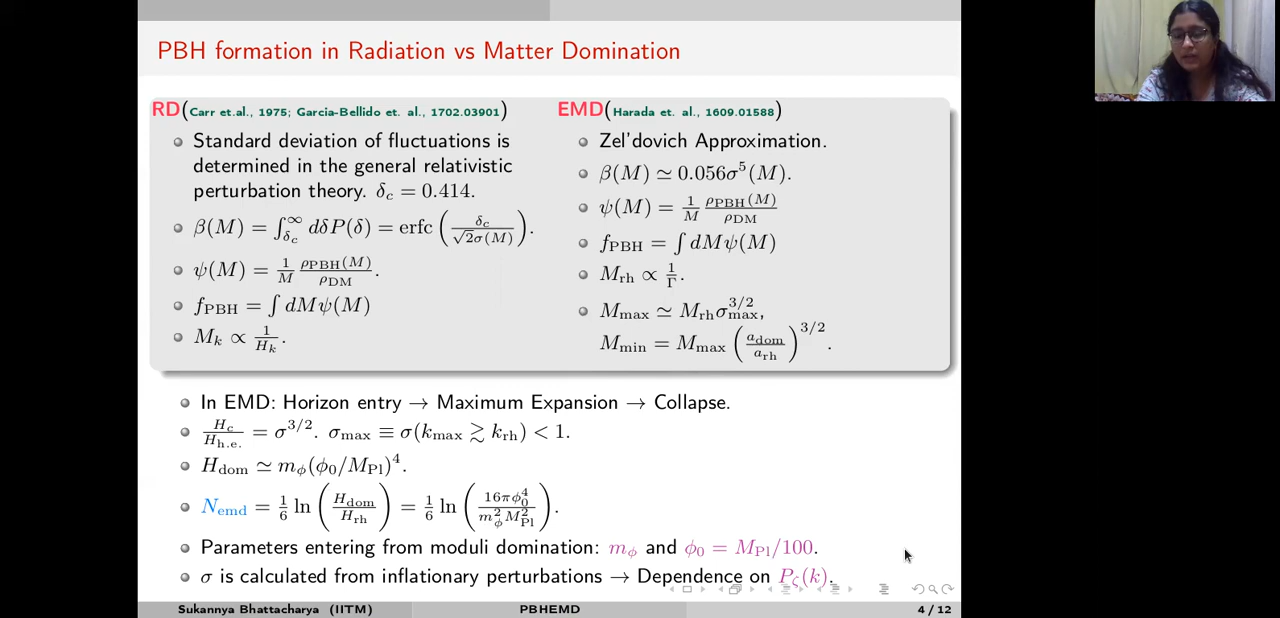 PBH formation in Radiation vs Matter Domination
RD(Carr et.al., 1975; Garcia-Bellido et. al., 1702.03901)
Standard deviation of fluctuations is
determined in the general relativistic
perturbation theory. δ_c = 0.414.
β(M) = ∫_{δ_c}^{∞} dδP(δ) = erfc(δ_c/(√2σ(M))).
ψ(M) = (1/M) ρ_PBH(M)/ρ_DM.
f_PBH = ∫ dMψ(M)
M_k ∝ 1/H_k.
EMD(Harada et. al., 1609.01588)
Zel'dovich Approximation.
β(M) ≃ 0.056σ^5(M).
ψ(M) = (1/M) ρ_PBH(M)/ρ_DM
f_PBH = ∫ dMψ(M)
M_rh ∝ 1/Γ.
M_max ≃ M_rh σ_max^{3/2},
M_min = M_max (a_dom/a_rh)^{3/2}.
In EMD: Horizon entry → Maximum Expansion → Collapse.
H_c/H_h.e. = σ^{3/2}. σ_max ≡ σ(k_max ≳ k_rh) < 1.
H_dom ≃ m_ϕ(ϕ_0/M_Pl)^4.
N_emd = (1/6) ln(H_dom/H_rh) = (1/6) ln(16πϕ_0^4/(m_ϕ^2 M_Pl^2)).
Parameters entering from moduli domination: m_ϕ and ϕ_0 = M_Pl/100.
σ is calculated from inflationary perturbations → Dependence on P_ζ(k).
Sukannya Bhattacharya (IITM) PBHEMD 4 / 12